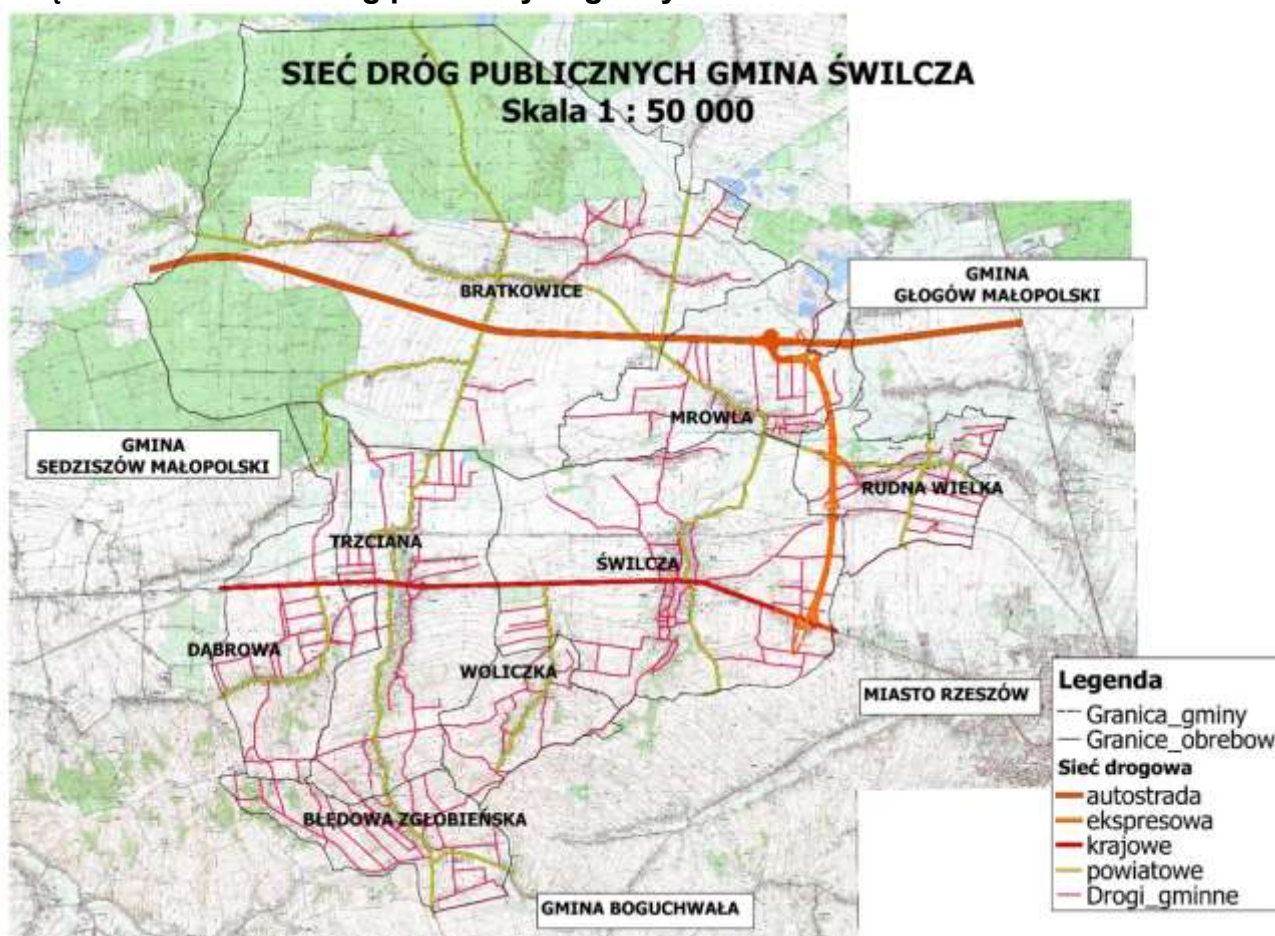 SIEĆ DRÓG PUBLICZNYCH GMINA ŚWILCZA
Skala 1 : 50 000
GMINA
GŁOGÓW MAŁOPOLSKI
BRATKOWICE
MROWLA
GMINA
SEDZISZÓW MAŁOPOLSKI
RUDNA WIELKA
TRZCIANA
ŚWILCZA
DĄBROWA
WOLICZKA
MIASTO RZESZÓW
BŁĘDOWA ZGŁOBIEŃSKA
GMINA BOGUCHWAŁA
Legenda
Granica_gminy
Granice_obrebow
Sieć drogowa
autostrada
ekspresowa
krajowe
powiatowe
Drogi_gminne